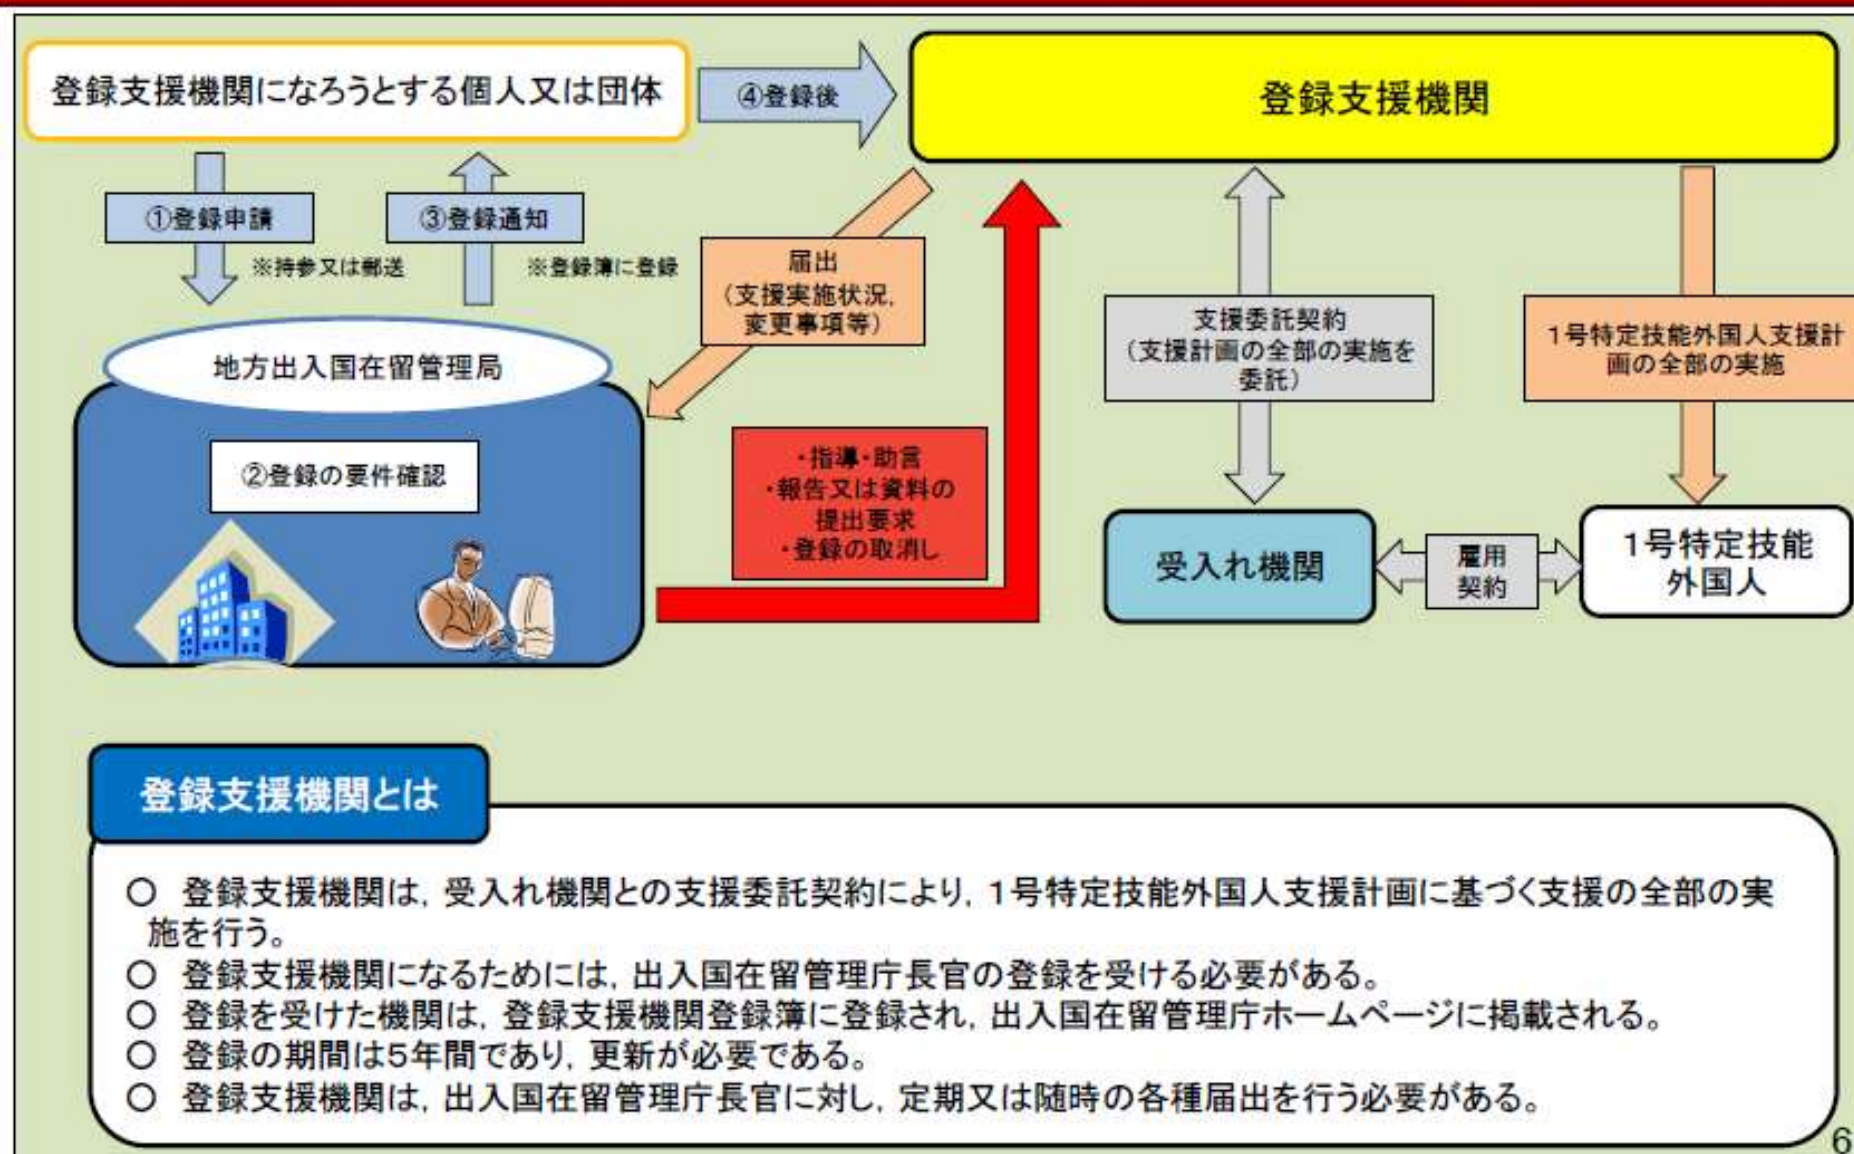 登録支援機関になろうとする個人又は団体
④登録後
登録支援機関
①登録申請
※持参又は郵送
③登録通知
※登録簿に登録
届出
(支援実施状況,
変更事項等)
支援委託契約
(支援計画の全部の実施を
委託)
1号特定技能外国人支援計
画の全部の実施
地方出入国在留管理局
②登録の要件確認
・指導・助言
・報告又は資料の
提出要求
・登録の取消し
受入れ機関
雇用
契約
1号特定技能
外国人
登録支援機関とは
○ 登録支援機関は,受入れ機関との支援委託契約により,1号特定技能外国人支援計画に基づく支援の全部の実
施を行う。
○ 登録支援機関になるためには,出入国在留管理庁長官の登録を受ける必要がある。
○ 登録を受けた機関は,登録支援機関登録簿に登録され,出入国在留管理庁ホームページに掲載される。
○ 登録の期間は5年間であり,更新が必要である。
○ 登録支援機関は,出入国在留管理庁長官に対し,定期又は随時の各種届出を行う必要がある。
6